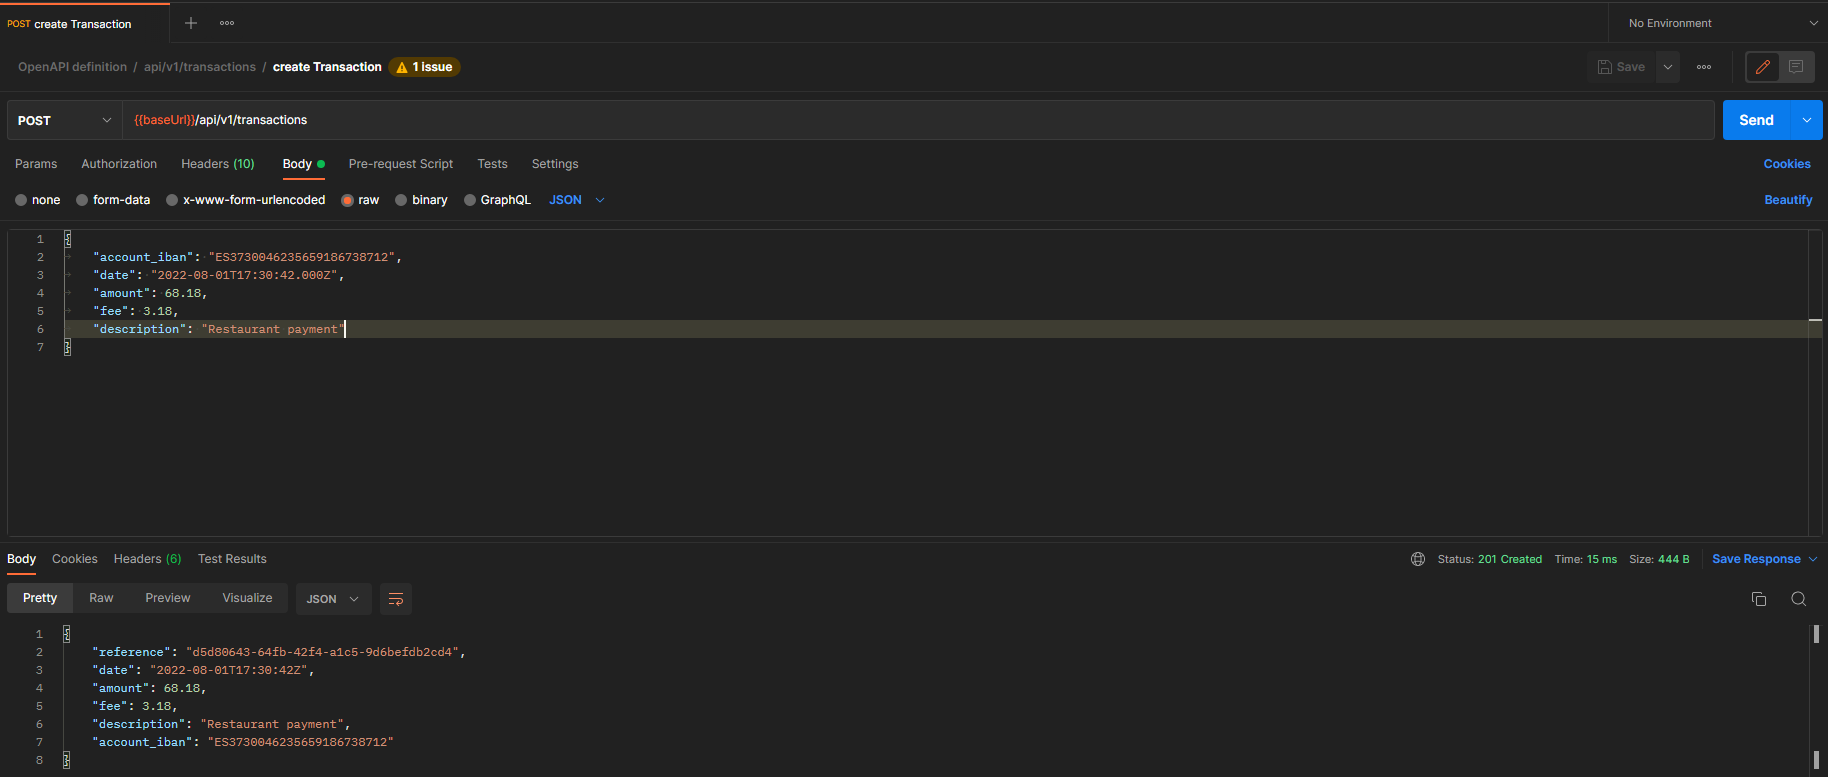 POST create Transaction
No Environment
OpenAPI definition / api/v1/transactions / create Transaction 1 issue
Save
POST {{baseUrl}}/api/v1/transactions Send
Params Authorization Headers (10) Body Pre-request Script Tests Settings Cookies
none form-data x-www-form-urlencoded raw binary GraphQL JSON Beautify
1 {
2 "account_iban": "ES3730046235659186738712",
3 "date": "2022-08-01T17:30:42.000Z",
4 "amount": 68.18,
5 "fee": 3.18,
6 "description": "Restaurant payment"
7 }
Body Cookies Headers (6) Test Results Status: 201 Created Time: 15 ms Size: 444 B Save Response
Pretty Raw Preview Visualize JSON
1 {
2 "reference": "d5d80643-64fb-42f4-a1c5-9d6befdb2cd4",
3 "date": "2022-08-01T17:30:42Z",
4 "amount": 68.18,
5 "fee": 3.18,
6 "description": "Restaurant payment",
7 "account_iban": "ES3730046235659186738712"
8 }